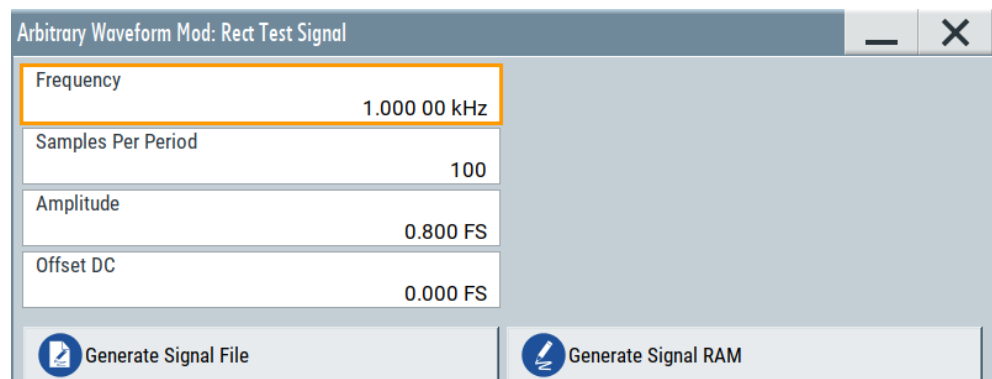 Arbitrary Waveform Mod: Rect Test Signal
Frequency
1.000 00 kHz
Samples Per Period
100
Amplitude
0.800 FS
Offset DC
0.000 FS
Generate Signal File
Generate Signal RAM